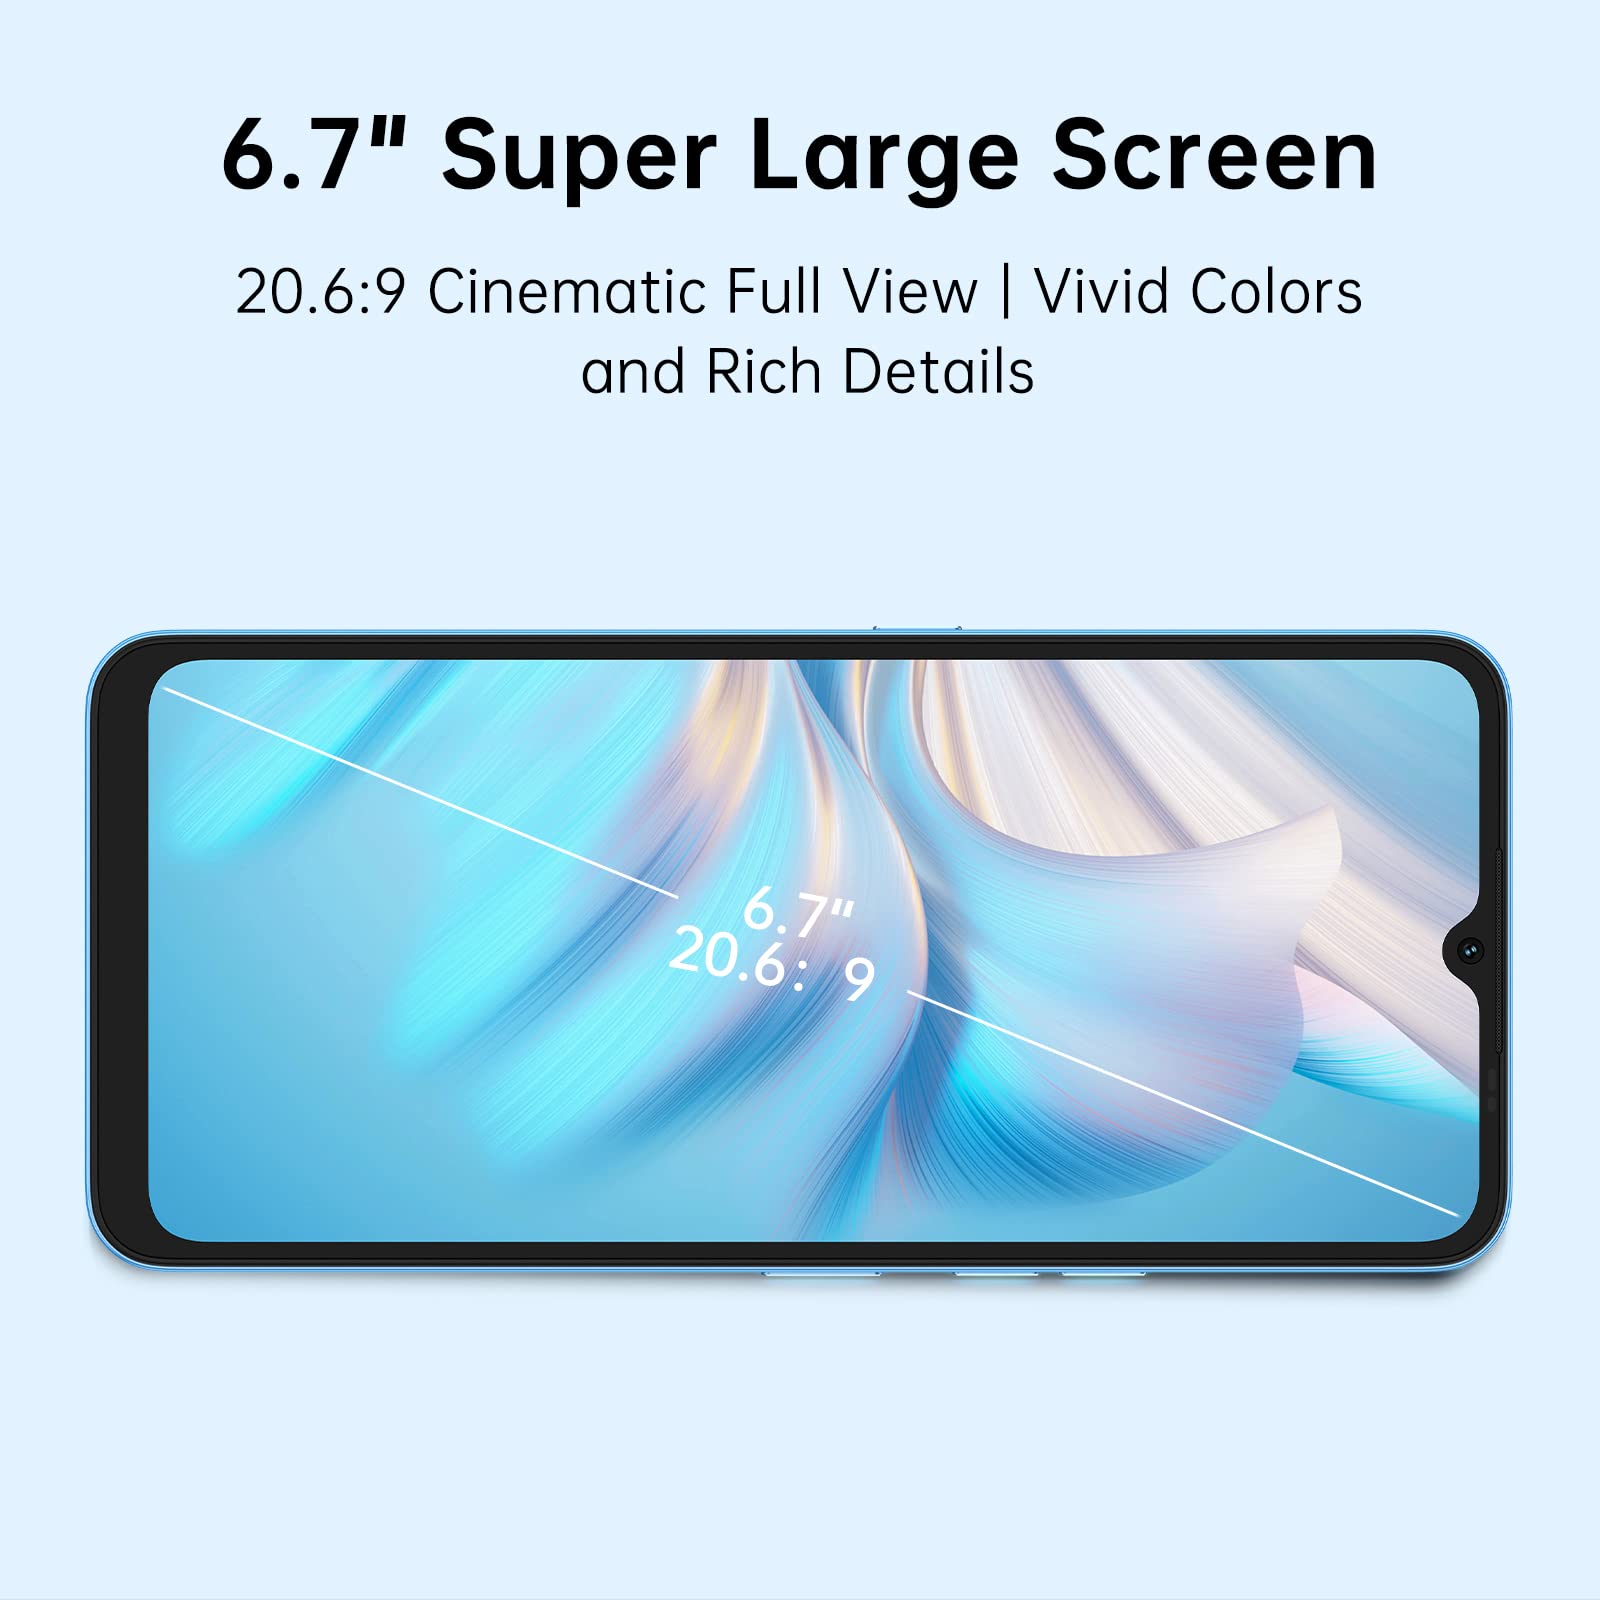 6.7" Super Large Screen
20.6:9 Cinematic Full View | Vivid Colors
and Rich Details
6.7"
20.6: 9